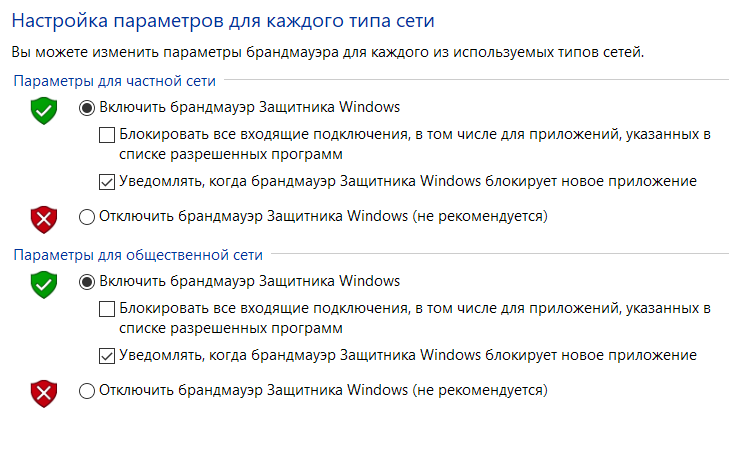 Настройка параметров для каждого типа сети
Вы можете изменить параметры брандмауэра для каждого из используемых типов сетей.
Параметры для частной сети
Включить брандмауэр Защитника Windows
Блокировать все входящие подключения, в том числе для приложений, указанных в
списке разрешенных программ
Уведомлять, когда брандмауэр Защитника Windows блокирует новое приложение
Отключить брандмауэр Защитника Windows (не рекомендуется)
Параметры для общественной сети
Включить брандмауэр Защитника Windows
Блокировать все входящие подключения, в том числе для приложений, указанных в
списке разрешенных программ
Уведомлять, когда брандмауэр Защитника Windows блокирует новое приложение
Отключить брандмауэр Защитника Windows (не рекомендуется)